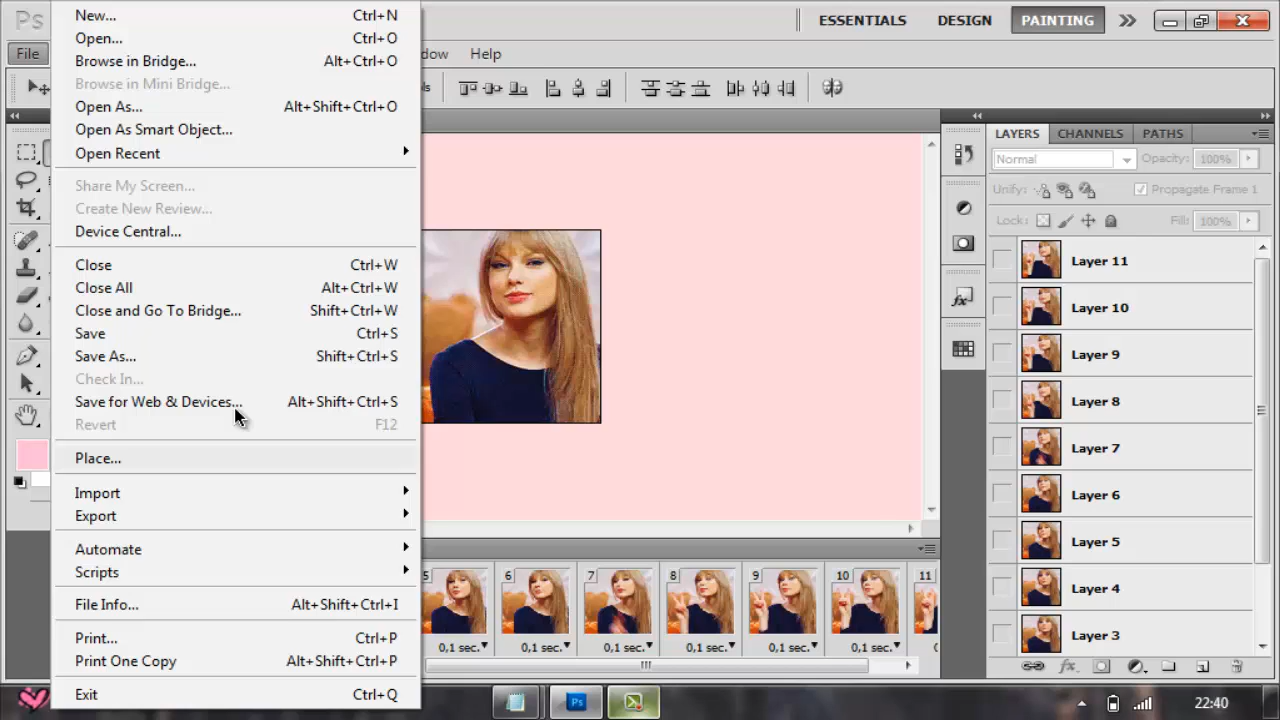 Ps
ESSENTIALS
DESIGN
PAINTING
File
Help
New... Ctrl+N
Open... Ctrl+O
Browse in Bridge... Alt+Ctrl+O
Browse in Mini Bridge...
Open As... Alt+Shift+Ctrl+O
Open As Smart Object...
Open Recent
Share My Screen...
Create New Review...
Device Central...
Close Ctrl+W
Close All Alt+Ctrl+W
Close and Go To Bridge... Shift+Ctrl+W
Save Ctrl+S
Save As... Shift+Ctrl+S
Check In...
Save for Web & Devices... Alt+Shift+Ctrl+S
Revert F12
Place...
Import
Export
Automate
Scripts
File Info... Alt+Shift+Ctrl+I
Print... Ctrl+P
Print One Copy Alt+Shift+Ctrl+P
Exit Ctrl+Q
LAYERS CHANNELS PATHS
Normal Opacity: 100%
Unify: Propagate Frame 1
Lock: Fill: 100%
Layer 11
Layer 10
Layer 9
Layer 8
Layer 7
Layer 6
Layer 5
Layer 4
Layer 3
5 6 7 8 9 10 11
0,1 sec. 0,1 sec. 0,1 sec. 0,1 sec. 0,1 sec. 0,1 sec.
Ps
22:40